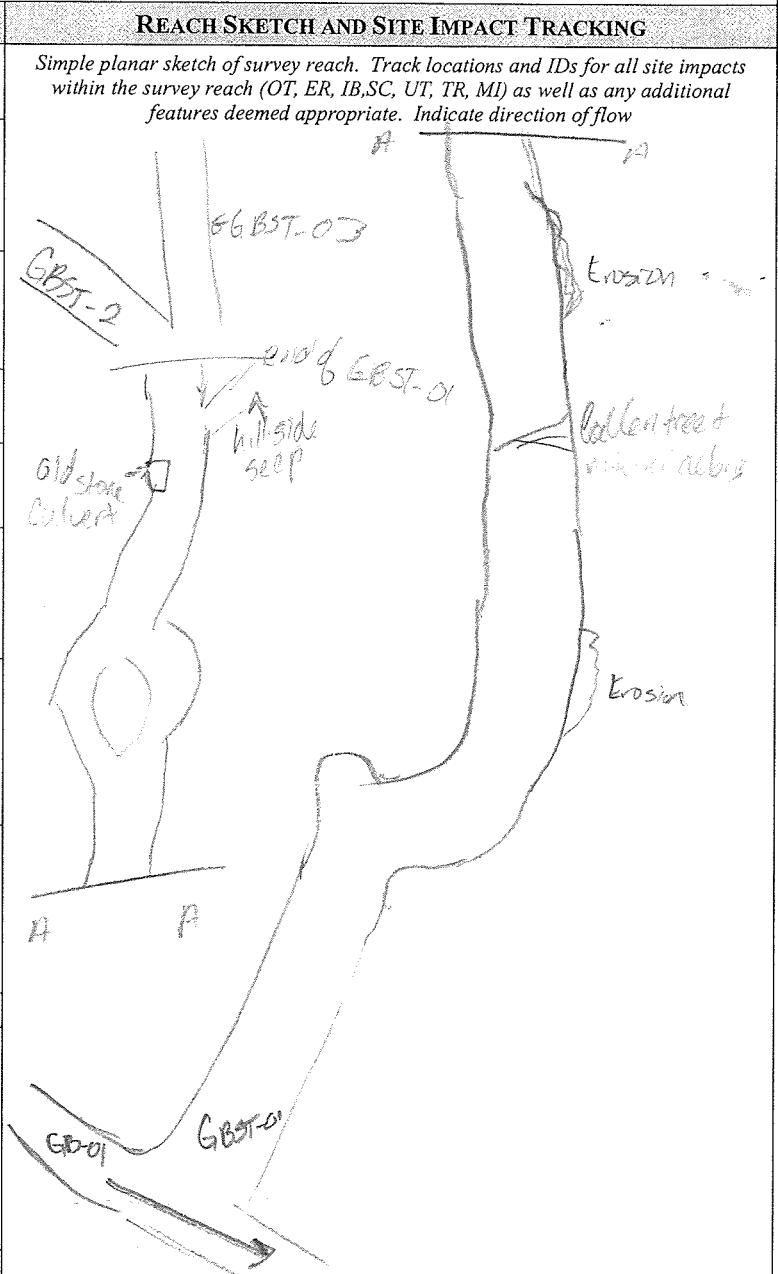 REACH SKETCH AND SITE IMPACT TRACKING
Simple planar sketch of survey reach. Track locations and IDs for all site impacts
within the survey reach (OT, ER, IB,SC, UT, TR, MI) as well as any additional
features deemed appropriate. Indicate direction of flow
A A
GBST-03
GBST-2
Erosion
end of GBST-01
hillside
seep
old stone
Culvert
fallen tree &
Erosion
A A
GBST-01
GB-01